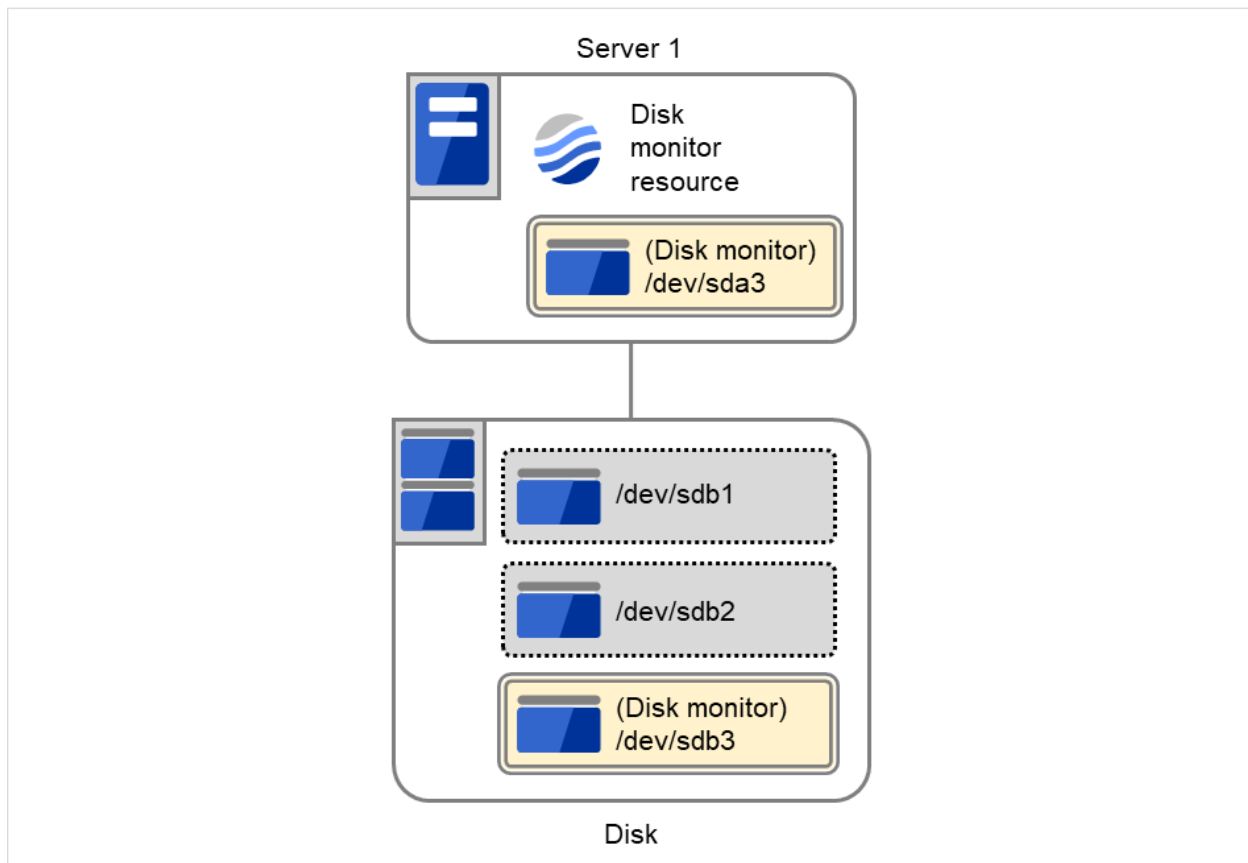 Server 1
Disk
monitor
resource
(Disk monitor)
/dev/sda3
/dev/sdb1
/dev/sdb2
(Disk monitor)
/dev/sdb3
Disk